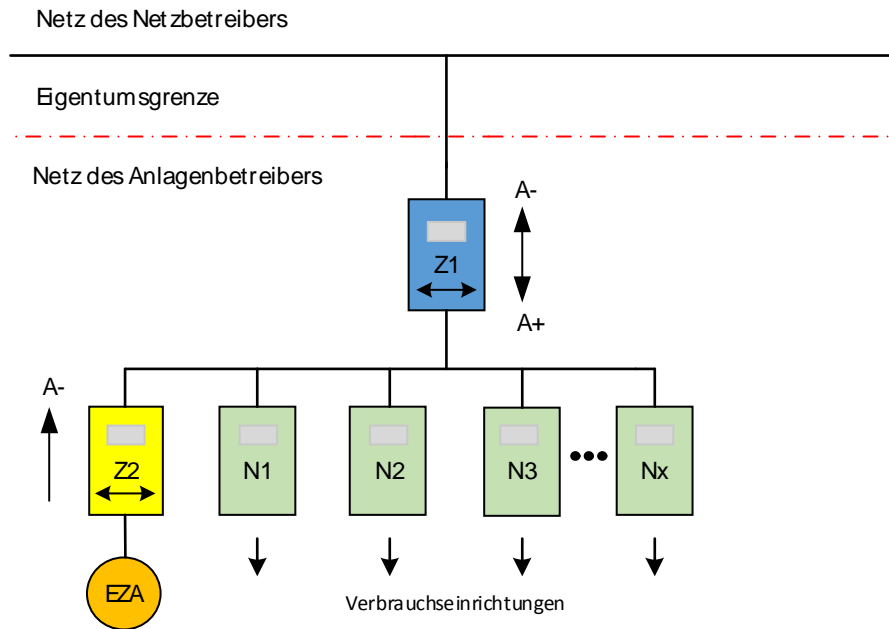 Netz des Netzbetreibers
Eigentumsgrenze
Netz des Anlagenbetreibers
A-
Z1
A+
A-
Z2
N1
N2
N3
Nx
EZA
Verbrauchseinrichtungen